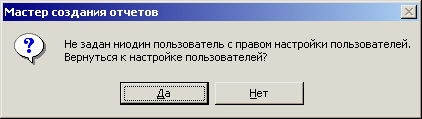 Мастер создания отчетов
Не задан ниодин пользователь с правом настройки пользователей.
Вернуться к настройке пользователей?
Да
Нет